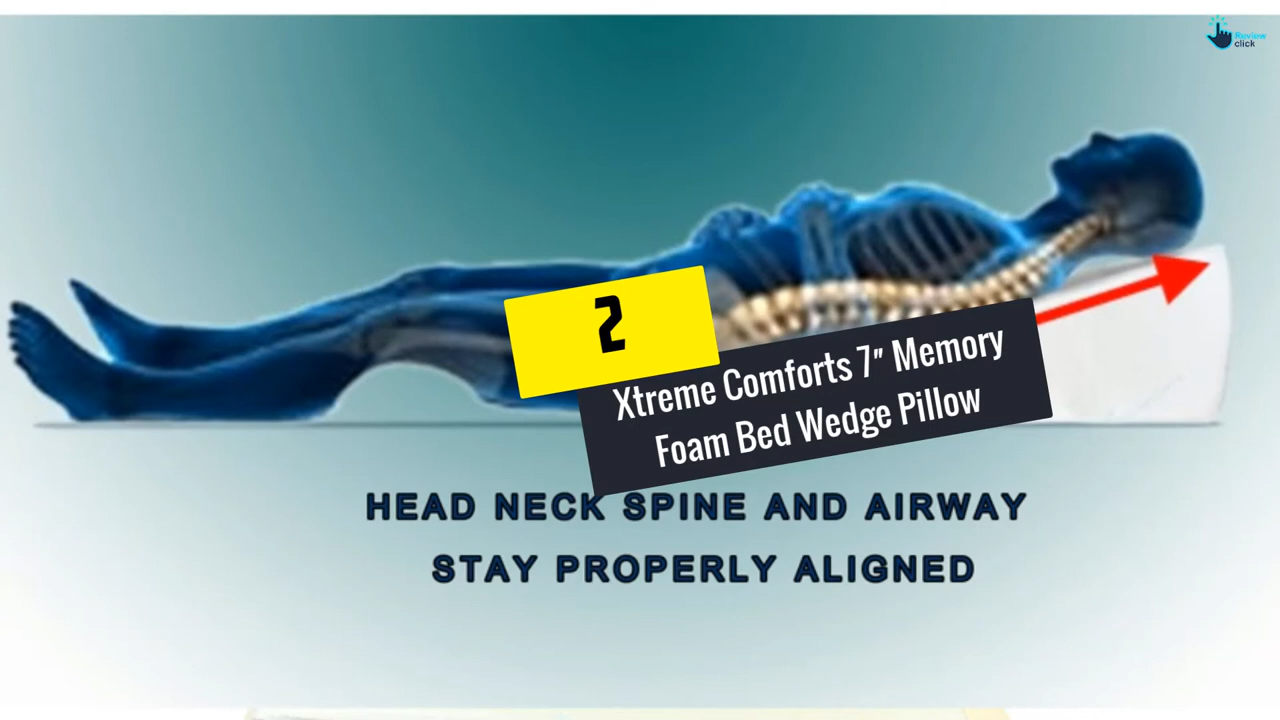 Review
click
2
Xtreme Comforts 7" Memory
Foam Bed Wedge Pillow
HEAD NECK SPINE AND AIRWAY
STAY PROPERLY ALIGNED